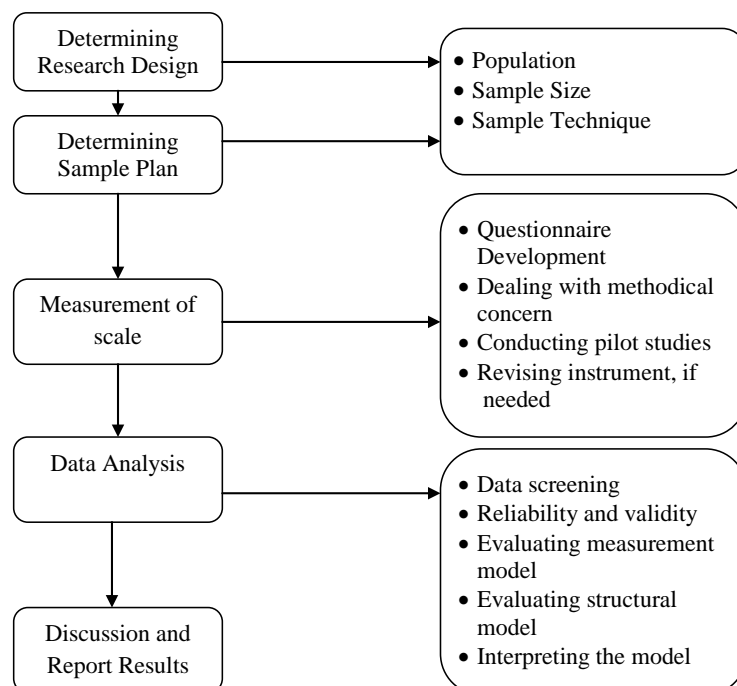 Determining
Research Design
• Population
• Sample Size
• Sample Technique
Determining
Sample Plan
• Questionnaire
Development
• Dealing with methodical
concern
• Conducting pilot studies
• Revising instrument, if
needed
Measurement of
scale
Data Analysis
• Data screening
• Reliability and validity
• Evaluating measurement
model
• Evaluating structural
model
• Interpreting the model
Discussion and
Report Results